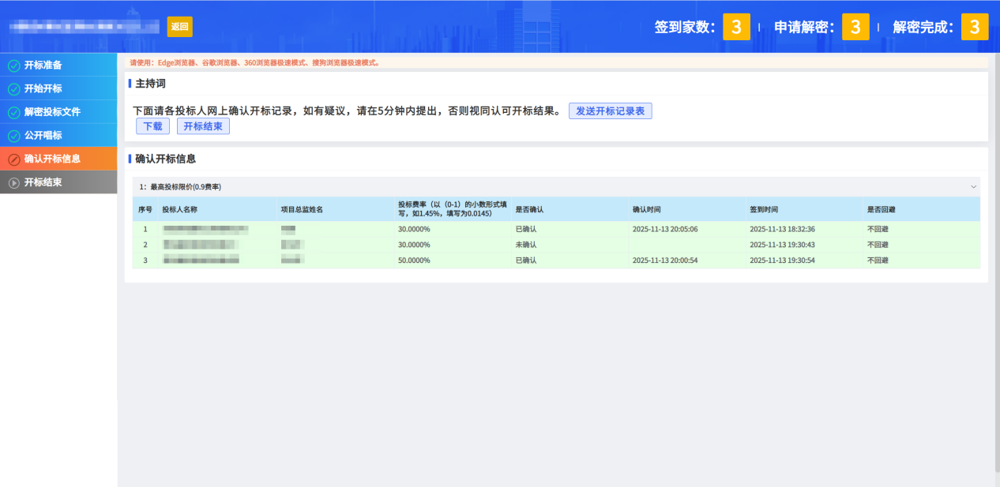 返回
签到家数： 3 | 申请解密： 3 | 解密完成： 3
开标准备
开始开标
解密投标文件
公开唱标
确认开标信息
开标结束
请使用：Edge浏览器、谷歌浏览器、360浏览器极速模式、搜狗浏览器极速模式。
主持词
下面请各投标人网上确认开标记录，如有疑议，请在5分钟内提出，否则视同认可开标结果。 发送开标记录表
下载 开标结束
确认开标信息
1：最高投标限价(0.9费率)
序号 投标人名称 项目总监姓名 投标费率（以（0-1）的小数形式填写，如1.45%，填写为0.0145） 是否确认 确认时间 签到时间 是否回避
1 30.0000% 已确认 2025-11-13 20:05:06 2025-11-13 18:32:36 不回避
2 30.0000% 未确认 2025-11-13 19:30:43 不回避
3 50.0000% 已确认 2025-11-13 20:00:54 2025-11-13 19:30:54 不回避